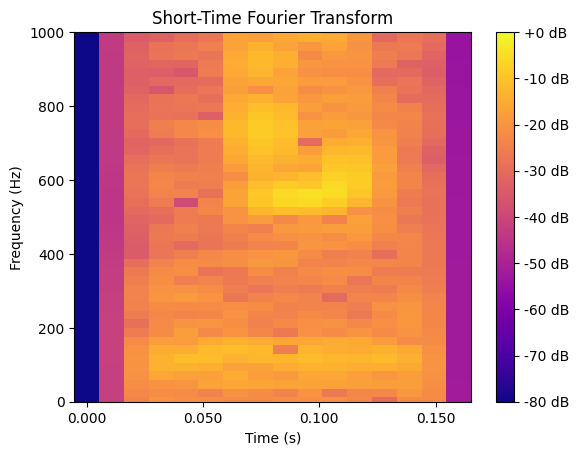 Short-Time Fourier Transform
1000
800
600
400
200
0
Frequency (Hz)
0.000
0.050
0.100
0.150
Time (s)
+0 dB
-10 dB
-20 dB
-30 dB
-40 dB
-50 dB
-60 dB
-70 dB
-80 dB